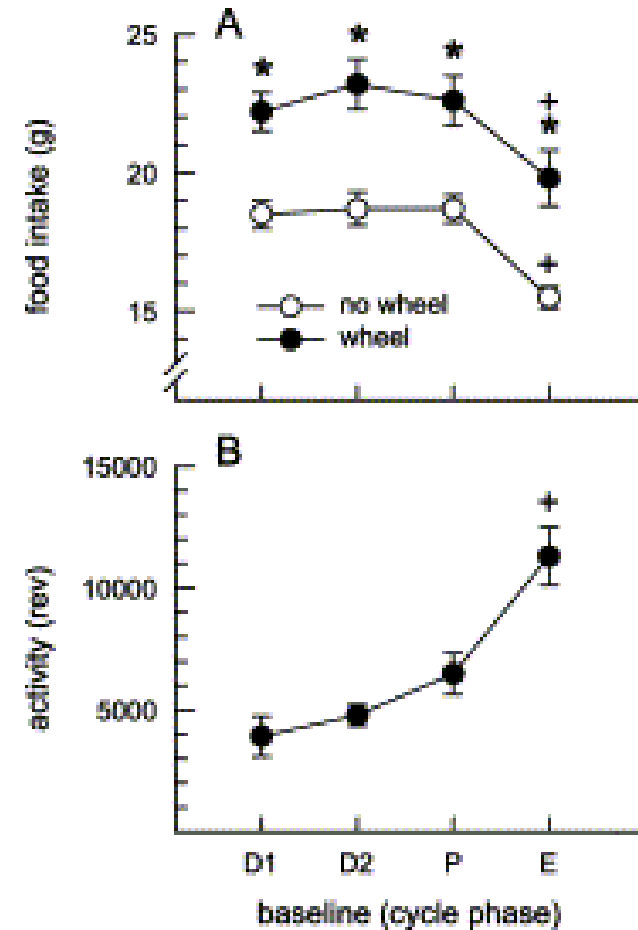 A
25
20
15
food intake (g)
* * * + *
+
no wheel
wheel
B
15000
10000
5000
activity (rev)
+
D1 D2 P E
baseline (cycle phase)